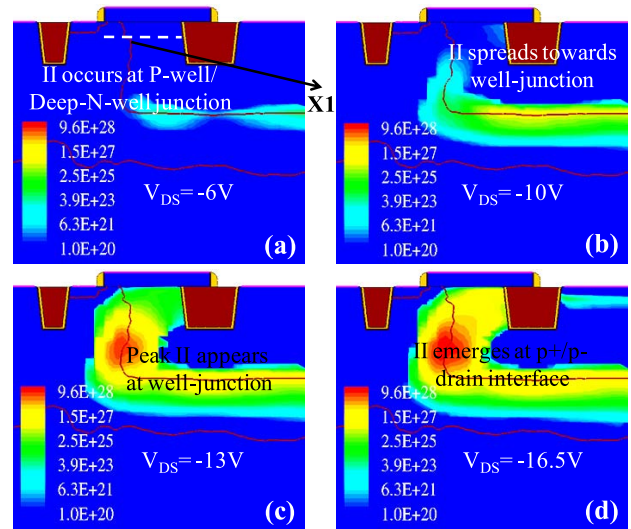 II occurs at P-well/
Deep-N-well junction
X1
9.6E+28
1.5E+27
2.5E+25
3.9E+23
6.3E+21
1.0E+20
VDS= -6V
(a)
II spreads towards
well-junction
9.6E+28
1.5E+27
2.5E+25
3.9E+23
6.3E+21
1.0E+20
VDS= -10V
(b)
Peak II appears
at well-junction
9.6E+28
1.5E+27
2.5E+25
3.9E+23
6.3E+21
1.0E+20
VDS= -13V
(c)
II emerges at p+/p-
drain interface
9.6E+28
1.5E+27
2.5E+25
3.9E+23
6.3E+21
1.0E+20
VDS= -16.5V
(d)